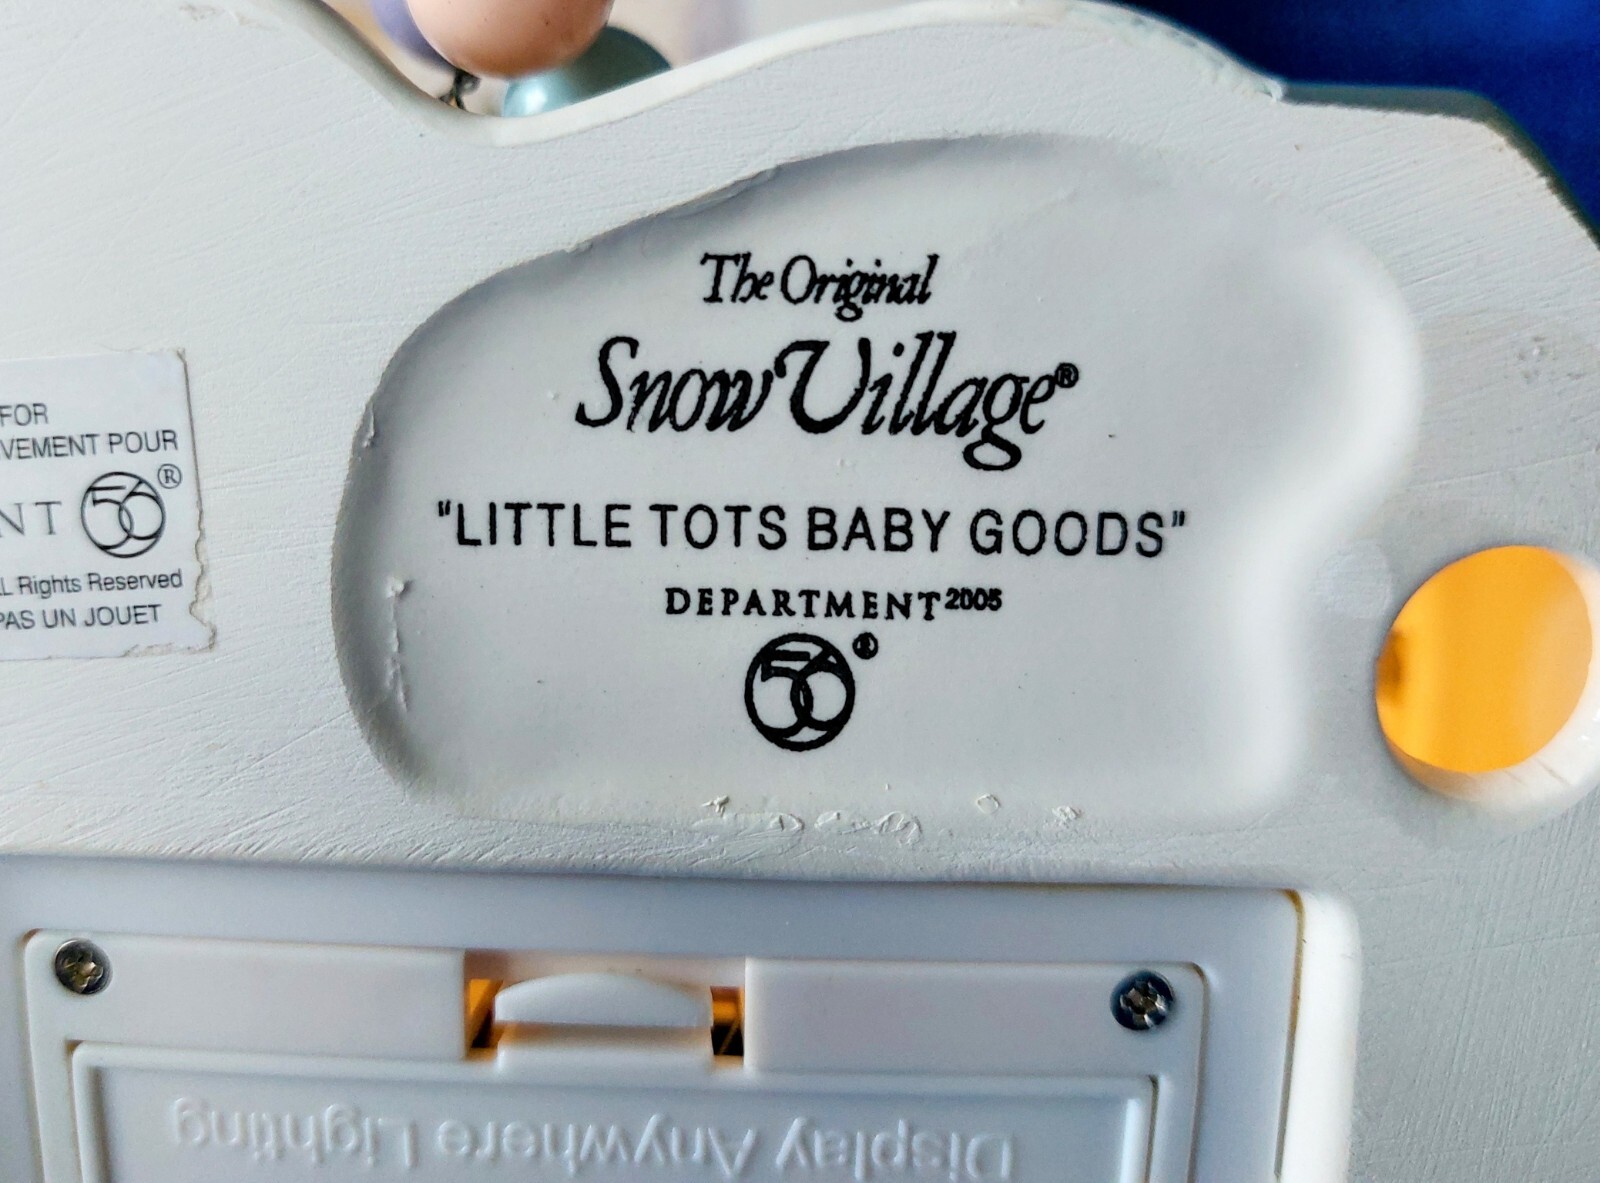 The Original
Snow Village®
"LITTLE TOTS BABY GOODS"
DEPARTMENT 2005
56®
FOR
VEMENT POUR
NT 56®
L Rights Reserved
PAS UN JOUET
Display Anywhere Lighting